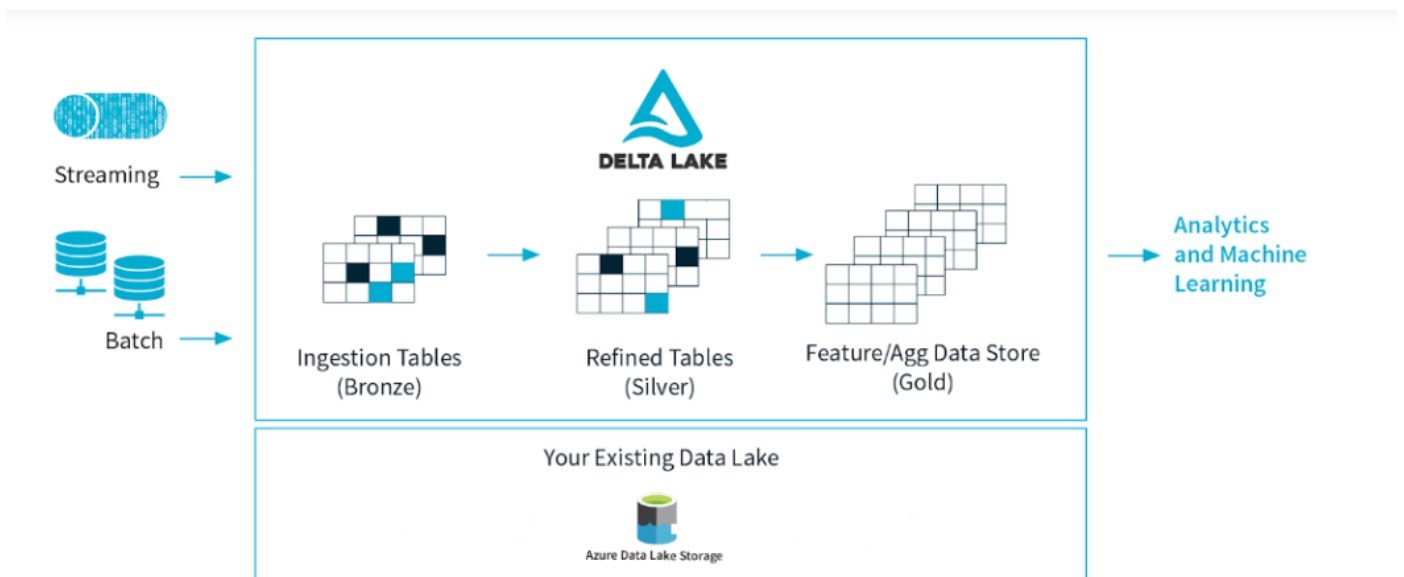 DELTA LAKE
Streaming
Batch
Ingestion Tables
(Bronze)
Refined Tables
(Silver)
Feature/Agg Data Store
(Gold)
Analytics
and Machine
Learning
Your Existing Data Lake
Azure Data Lake Storage